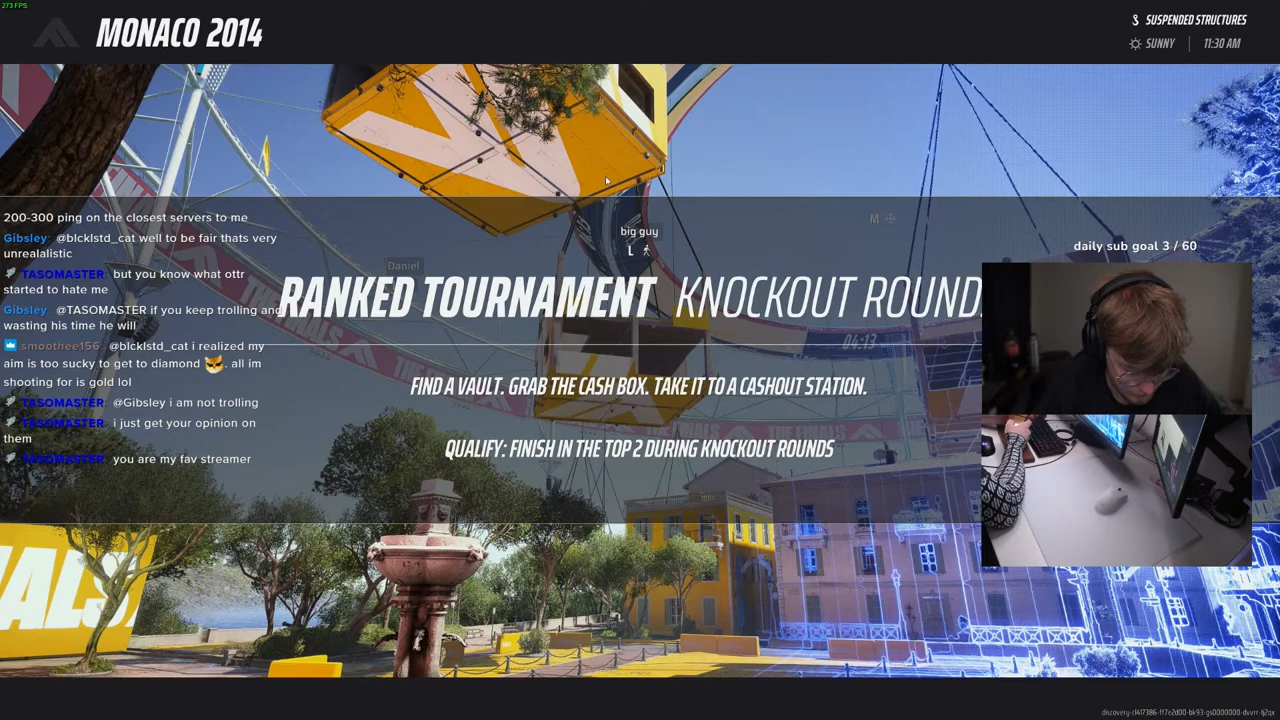 273 FPS
MONACO 2014
SUSPENDED STRUCTURES
SUNNY | 11:30 AM
200-300 ping on the closest servers to me
Gibsley: @blcklstd_cat well to be fair thats very
unrealalistic
TASOMASTER: but you know what ottr
started to hate me
Gibsley: @TASOMASTER if you keep trolling and
wasting his time he will
smoothee156: @blcklstd_cat i realized my
aim is too sucky to get to diamond . all im
shooting for is gold lol
TASOMASTER: @Gibsley i am not trolling
TASOMASTER: i just get your opinion on
them
TASOMASTER: you are my fav streamer
M
big guy
L
Daniel
daily sub goal 3 / 60
RANKED TOURNAMENT KNOCKOUT ROUND
04:13
FIND A VAULT. GRAB THE CASH BOX. TAKE IT TO A CASHOUT STATION.
QUALIFY: FINISH IN THE TOP 2 DURING KNOCKOUT ROUNDS
ALS